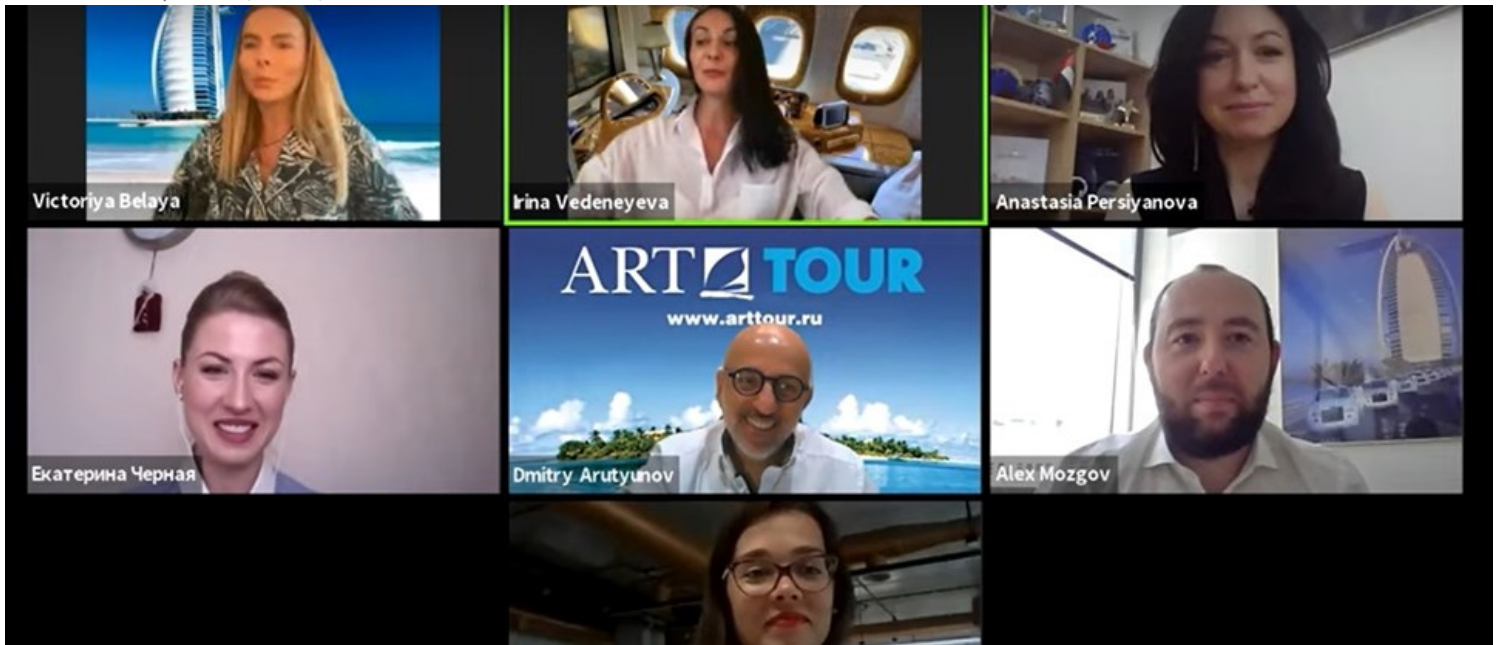 Victoriya Belaya
Irina Vedeneyeva
Anastasia Persiyanova
ART TOUR
www.arttour.ru
Екатерина Черная
Dmitry Arutyunov
Alex Mozgov